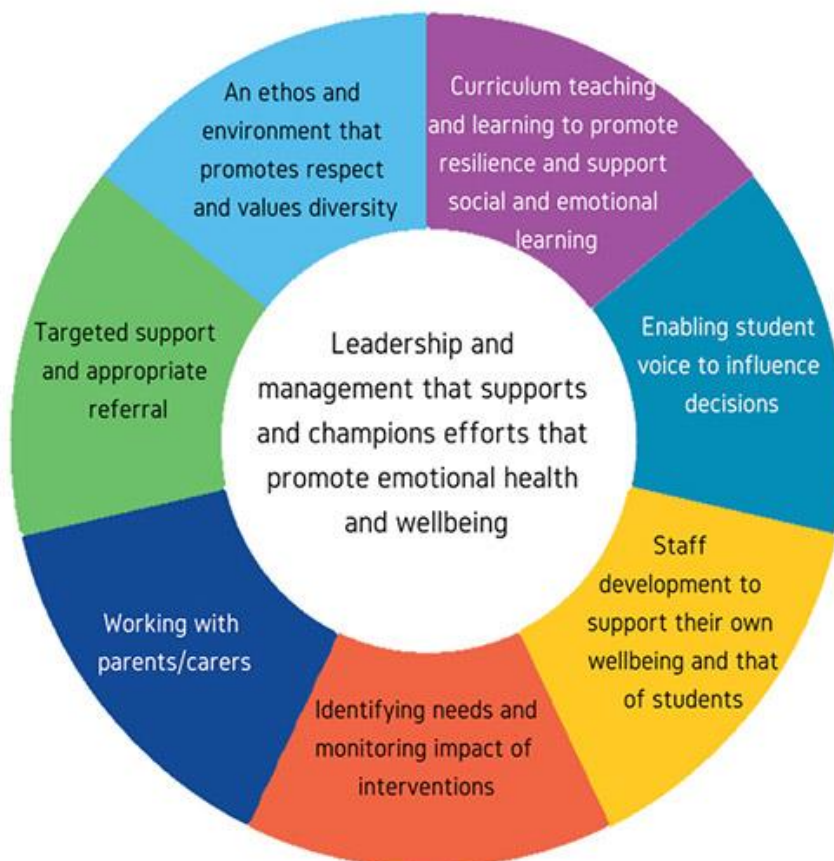 An ethos and
environment that
promotes respect
and values diversity
Curriculum teaching
and learning to promote
resilience and support
social and emotional
learning
Enabling student
voice to influence
decisions
Staff
development to
support their own
wellbeing and that
of students
Identifying needs and
monitoring impact of
interventions
Working with
parents/carers
Targeted support
and appropriate
referral
Leadership and
management that supports
and champions efforts that
promote emotional health
and wellbeing